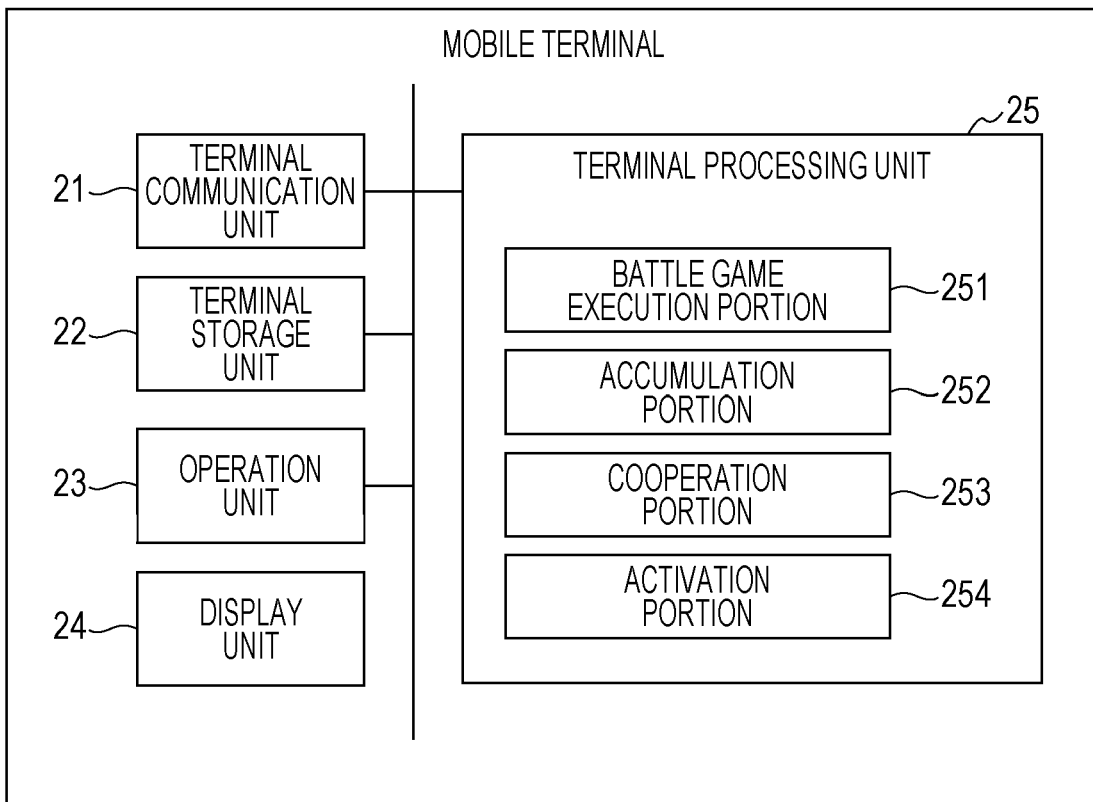 MOBILE TERMINAL
21
TERMINAL
COMMUNICATION
UNIT
22
TERMINAL
STORAGE
UNIT
23
OPERATION
UNIT
24
DISPLAY
UNIT
25
TERMINAL PROCESSING UNIT
BATTLE GAME
EXECUTION PORTION
251
ACCUMULATION
PORTION
252
COOPERATION
PORTION
253
ACTIVATION
PORTION
254